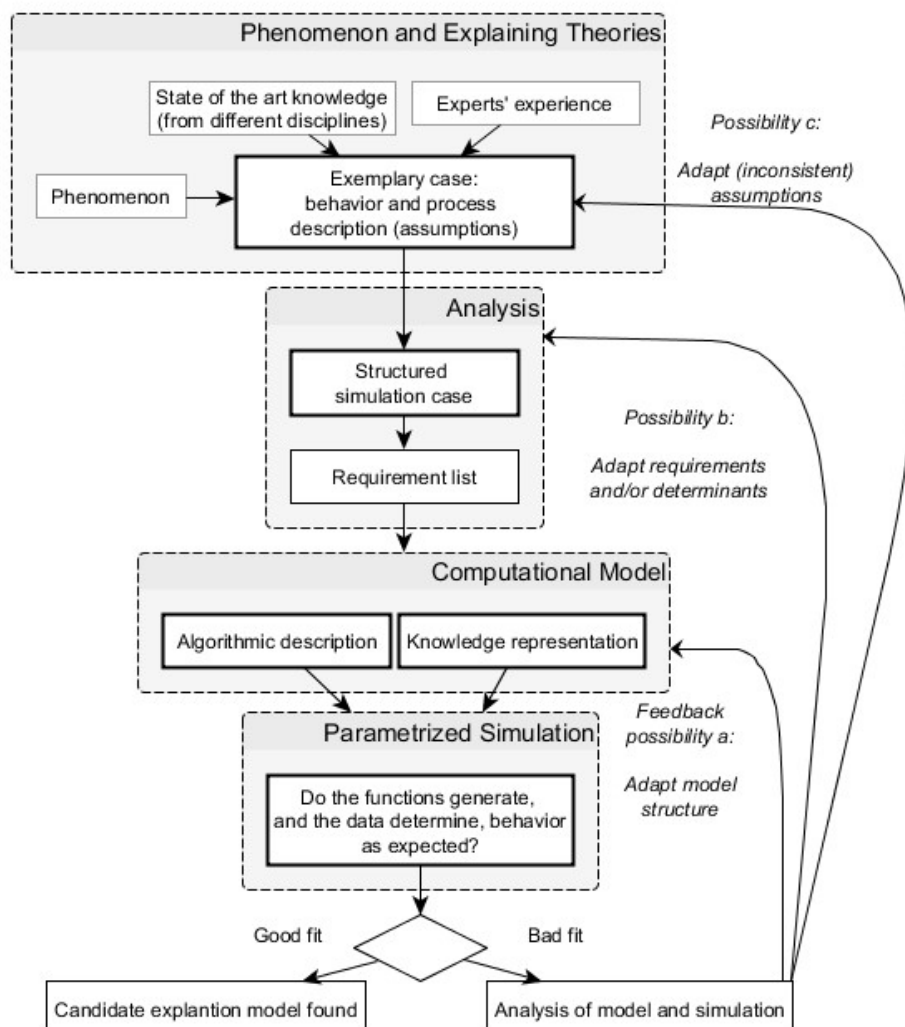 Phenomenon and Explaining Theories
State of the art knowledge
(from different disciplines)
Experts' experience
Phenomenon
Exemplary case:
behavior and process
description (assumptions)
Possibility c:
Adapt (inconsistent)
assumptions
Analysis
Structured
simulation case
Requirement list
Possibility b:
Adapt requirements
and/or determinants
Computational Model
Algorithmic description
Knowledge representation
Feedback
possibility a:
Adapt model
structure
Parametrized Simulation
Do the functions generate,
and the data determine, behavior
as expected?
Good fit
Bad fit
Candidate explantion model found
Analysis of model and simulation